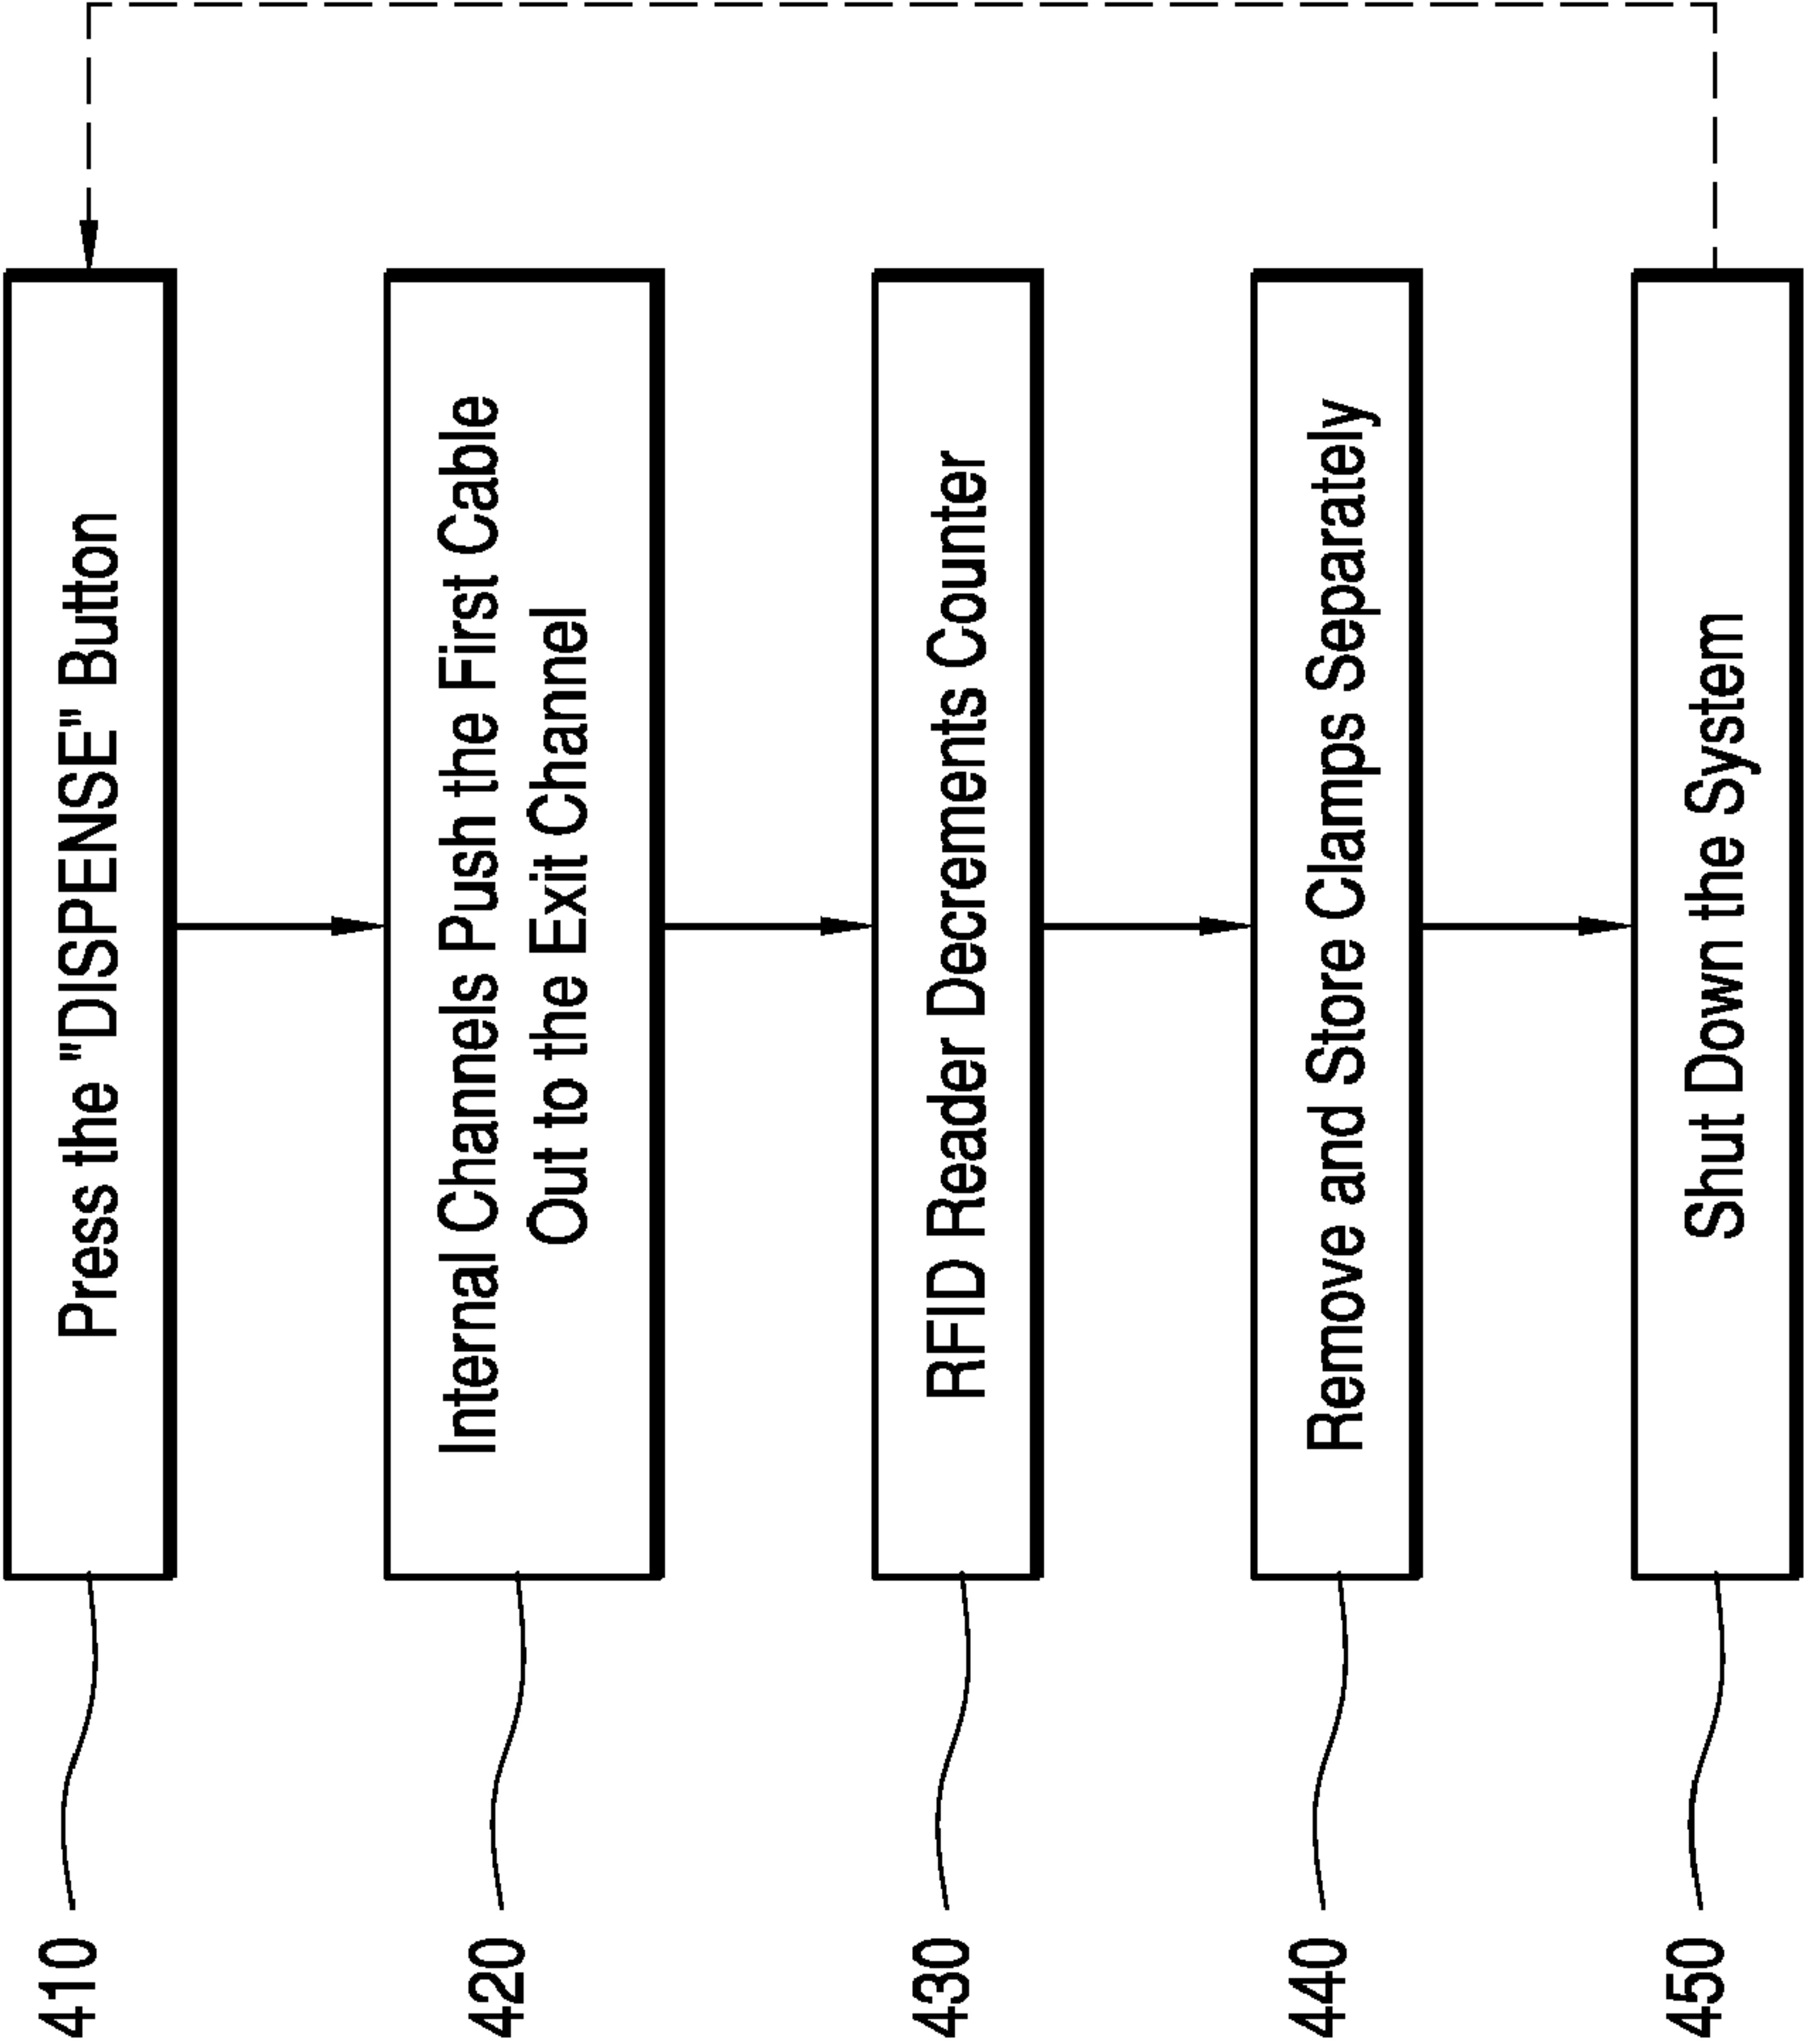 410
Press the "DISPENSE" Button
420
Internal Channels Push the First Cable
Out to the Exit Channel
430
RFID Reader Decrements Counter
440
Remove and Store Clamps Separately
450
Shut Down the System